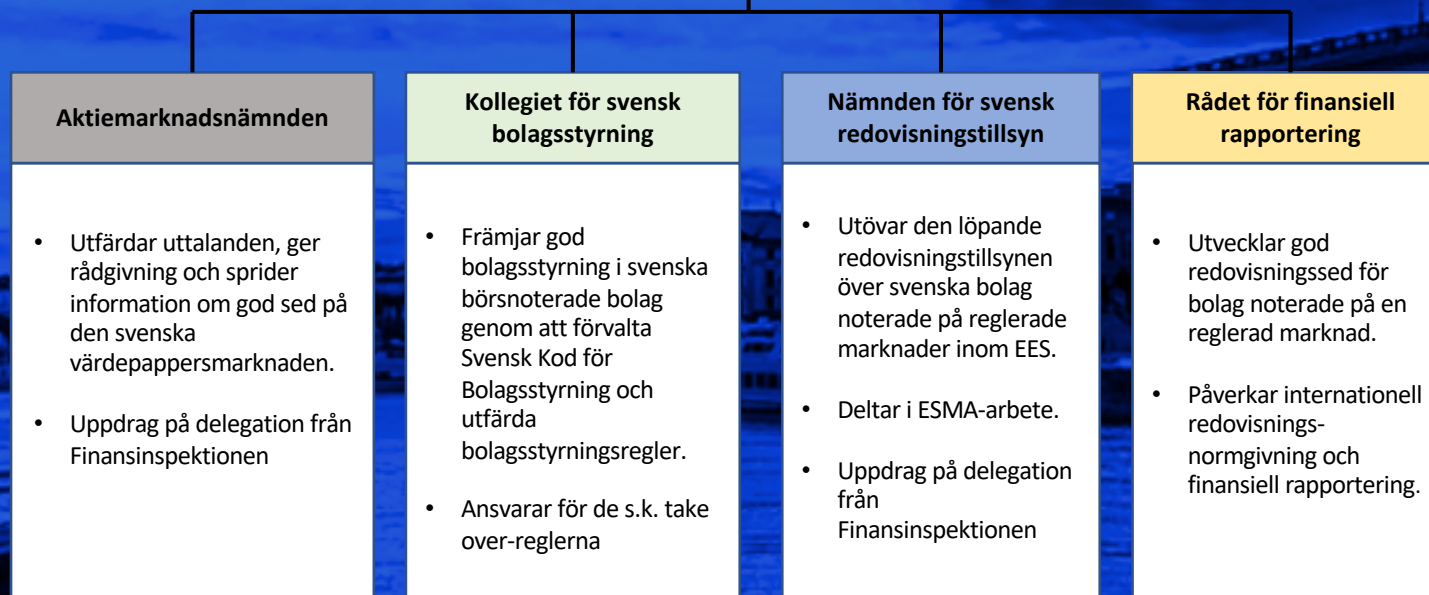 Aktiemarknadsnämnden
• Utfärdar uttalanden, ger
rådgivning och sprider
information om god sed på
den svenska
värdepappersmarknaden.
• Uppdrag på delegation från
Finansinspektionen
Kollegiet för svensk
bolagsstyrning
• Främjar god
bolagsstyrning i svenska
börsnoterade bolag
genom att förvalta
Svensk Kod för
Bolagsstyrning och
utfärda
bolagsstyrningsregler.
• Ansvarar för de s.k. take
over-reglerna
Nämnden för svensk
redovisningstillsyn
• Utövar den löpande
redovisningstillsynen
över svenska bolag
noterade på reglerade
marknader inom EES.
• Deltar i ESMA-arbete.
• Uppdrag på delegation
från
Finansinspektionen
Rådet för finansiell
rapportering
• Utvecklar god
redovisningssed för
bolag noterade på en
reglerad marknad.
• Påverkar internationell
redovisnings-
normgivning och
finansiell rapportering.